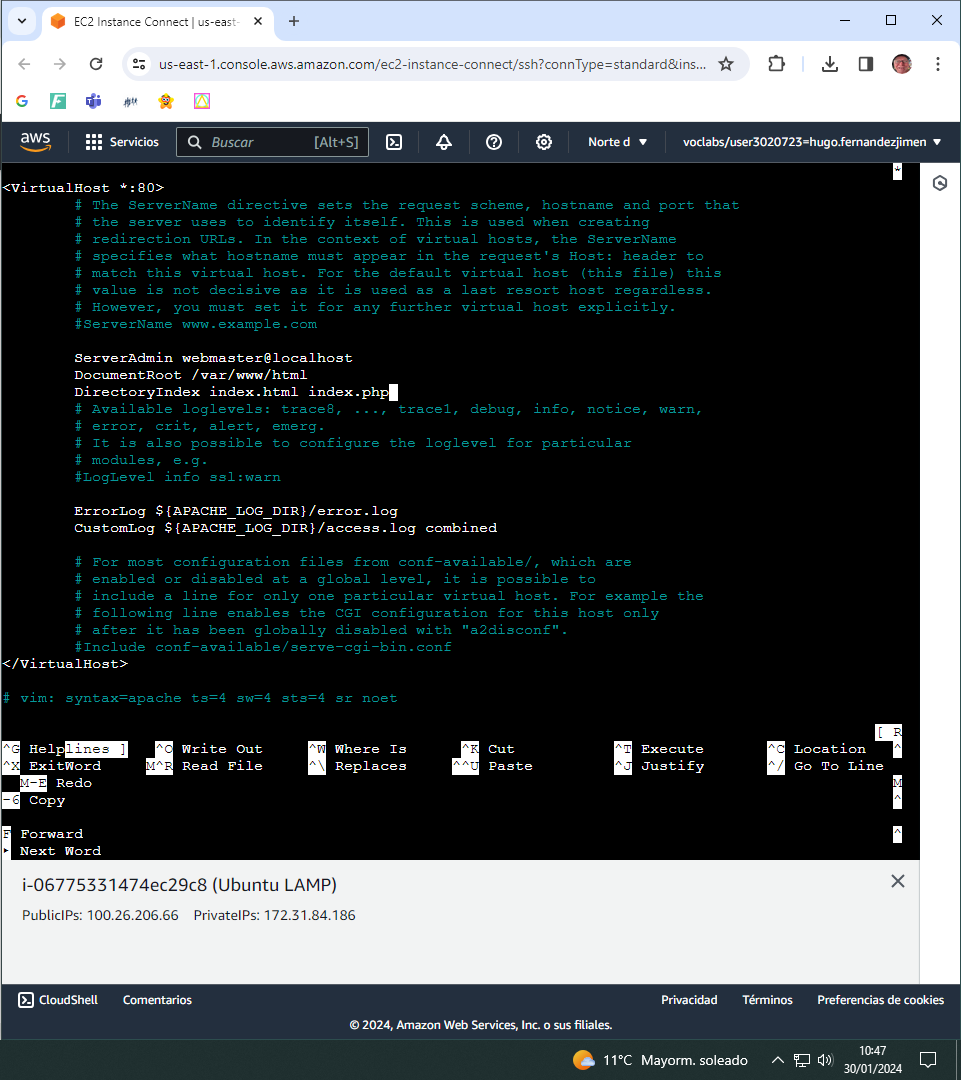 EC2 Instance Connect | us-east-
us-east-1.console.aws.amazon.com/ec2-instance-connect/ssh?connType=standard&ins...
aws
Servicios
Buscar
[Alt+S]
Norte d
voclabs/user3020723=hugo.fernandezjimen
*
<VirtualHost *:80>
# The ServerName directive sets the request scheme, hostname and port that
# the server uses to identify itself. This is used when creating
# redirection URLs. In the context of virtual hosts, the ServerName
# specifies what hostname must appear in the request's Host: header to
# match this virtual host. For the default virtual host (this file) this
# value is not decisive as it is used as a last resort host regardless.
# However, you must set it for any further virtual host explicitly.
#ServerName www.example.com
ServerAdmin webmaster@localhost
DocumentRoot /var/www/html
DirectoryIndex index.html index.php
# Available loglevels: trace8, ..., trace1, debug, info, notice, warn,
# error, crit, alert, emerg.
# It is also possible to configure the loglevel for particular
# modules, e.g.
#LogLevel info ssl:warn
ErrorLog ${APACHE_LOG_DIR}/error.log
CustomLog ${APACHE_LOG_DIR}/access.log combined
# For most configuration files from conf-available/, which are
# enabled or disabled at a global level, it is possible to
# include a line for only one particular virtual host. For example the
# following line enables the CGI configuration for this host only
# after it has been globally disabled with "a2disconf".
#Include conf-available/serve-cgi-bin.conf
</VirtualHost>
# vim: syntax=apache ts=4 sw=4 sts=4 sr noet
[ R
^G Helplines ] ^O Write Out ^W Where Is ^K Cut ^T Execute ^C Location ^
^X ExitWord M^R Read File ^\ Replaces ^^U Paste ^J Justify ^/ Go To Line
M-E Redo M
-6 Copy ^
F Forward ^
▸ Next Word
i-06775331474ec29c8 (Ubuntu LAMP)
PublicIPs: 100.26.206.66 PrivateIPs: 172.31.84.186
CloudShell Comentarios Privacidad Términos Preferencias de cookies
© 2024, Amazon Web Services, Inc. o sus filiales.
11°C Mayorm. soleado
10:47
30/01/2024